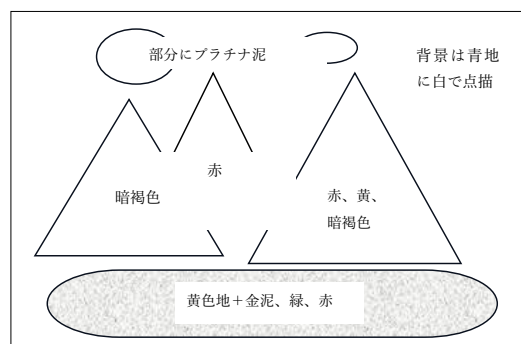 部分にプラチナ泥
背景は青地
に白で点描
赤
暗褐色
赤、黄、
暗褐色
黄色地＋金泥、緑、赤